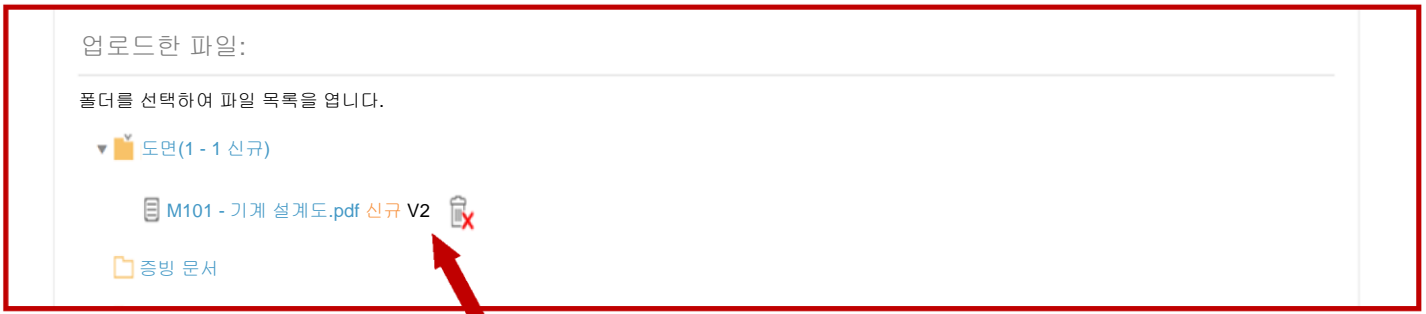 업로드한 파일:
폴더를 선택하여 파일 목록을 엽니다.
도면(1 - 1 신규)
M101 - 기계 설계도.pdf 신규 V2
증빙 문서